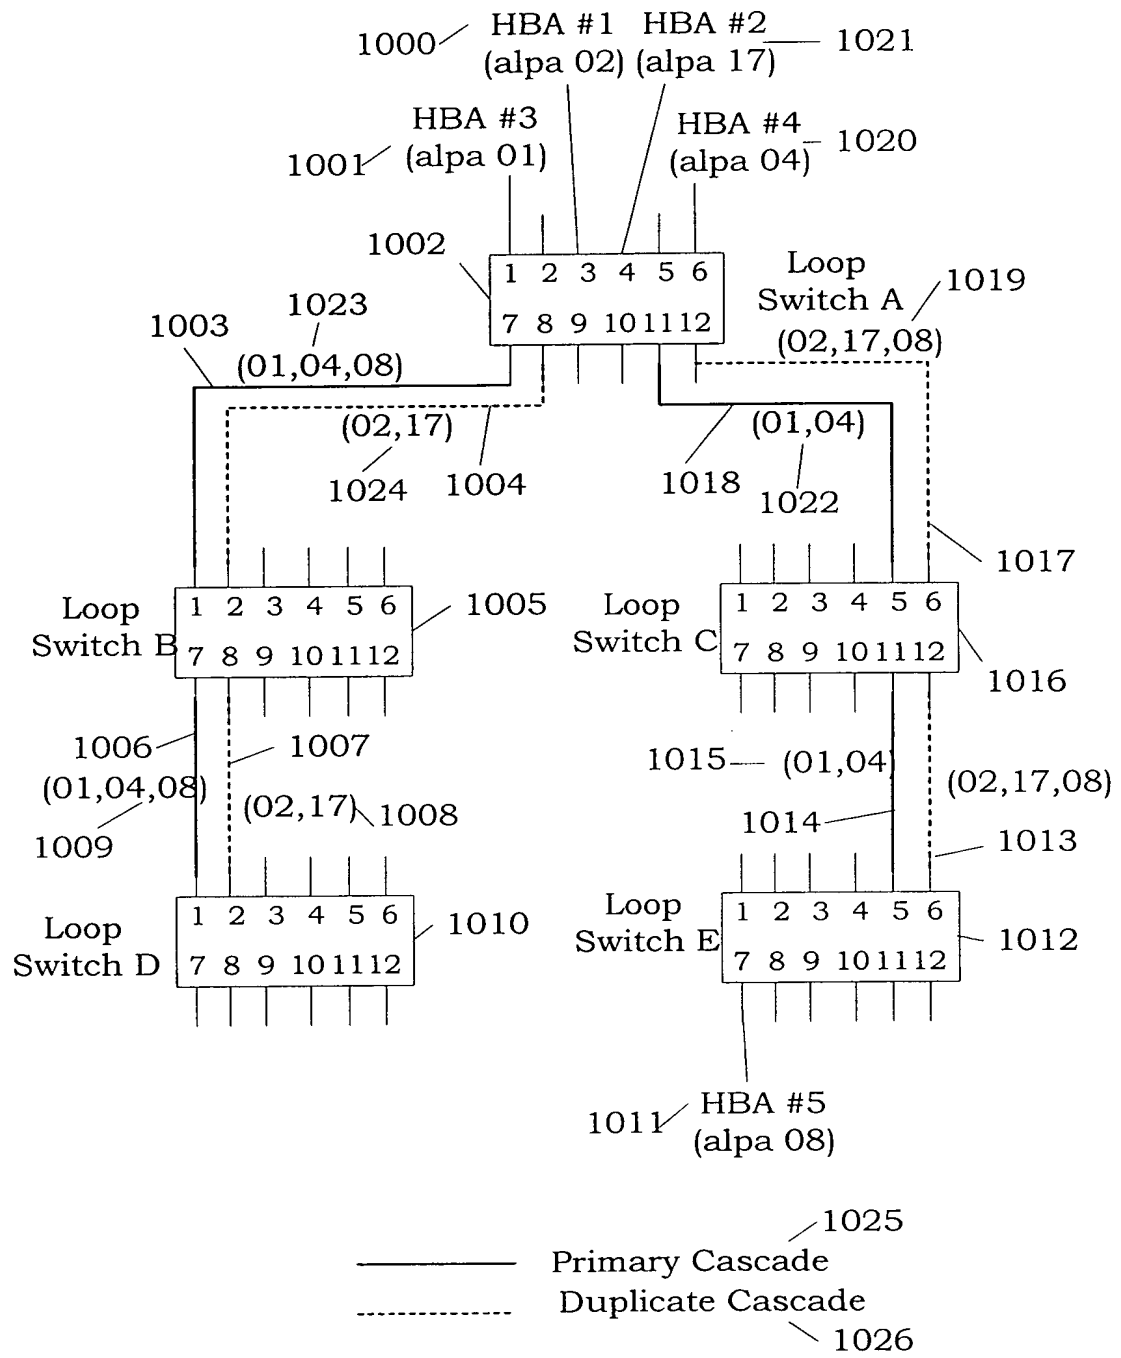 1000 HBA #1 HBA #2 1021
(alpa 02) (alpa 17)
HBA #3 HBA #4 1020
1001 (alpa 01) (alpa 04)
1002
1 2 3 4 5 6
7 8 9 10 11 12
Loop
Switch A
1019
(02,17,08)
1003
1023
(01,04,08)
(02,17)
1024
1004
1018
(01,04)
1022
1017
Loop
Switch B
1 2 3 4 5 6
7 8 9 10 11 12
1005
Loop
Switch C
1 2 3 4 5 6
7 8 9 10 11 12
1016
1006
1007
(01,04,08)
(02,17)
1008
1009
1015
(01,04)
1014
(02,17,08)
1013
Loop
Switch D
1 2 3 4 5 6
7 8 9 10 11 12
1010
Loop
Switch E
1 2 3 4 5 6
7 8 9 10 11 12
1012
1011
HBA #5
(alpa 08)
1025
Primary Cascade
Duplicate Cascade
1026